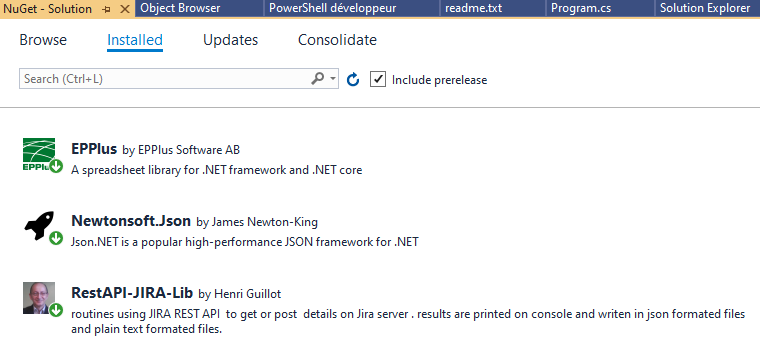 NuGet - Solution
Object Browser
PowerShell développeur
readme.txt
Program.cs
Solution Explorer
Browse
Installed
Updates
Consolidate
Search (Ctrl+L)
Include prerelease
EPPlus by EPPlus Software AB
EPPlus
A spreadsheet library for .NET framework and .NET core
Newtonsoft.Json by James Newton-King
Json.NET is a popular high-performance JSON framework for .NET
RestAPI-JIRA-Lib by Henri Guillot
routines using JIRA REST API  to get or post  details on Jira server . results are printed on console and writen in json formated files
and plain text formated files.